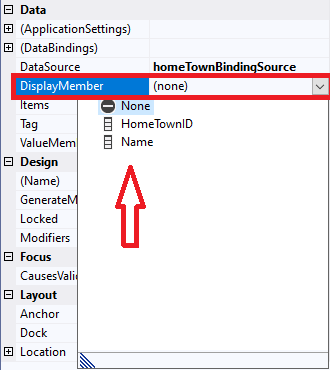 Data
(ApplicationSettings)
(DataBindings)
DataSource homeTownBindingSource
DisplayMember (none)
Items None
Tag HomeTownID
ValueMem Name
Design
(Name)
GenerateM
Locked
Modifiers
Focus
CausesValid
Layout
Anchor
Dock
Location